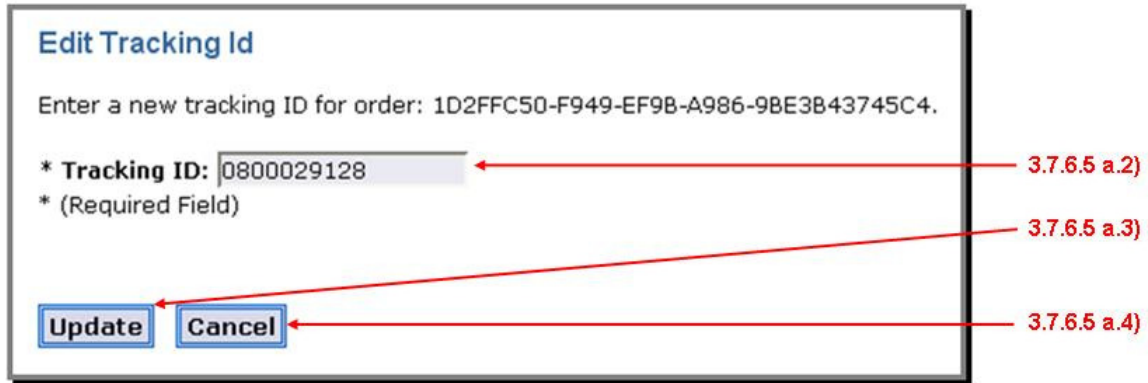 Edit Tracking Id
Enter a new tracking ID for order: 1D2FFC50-F949-EF9B-A986-9BE3B43745C4.
* Tracking ID: 0800029128
3.7.6.5 a.2)
* (Required Field)
3.7.6.5 a.3)
Update Cancel
3.7.6.5 a.4)